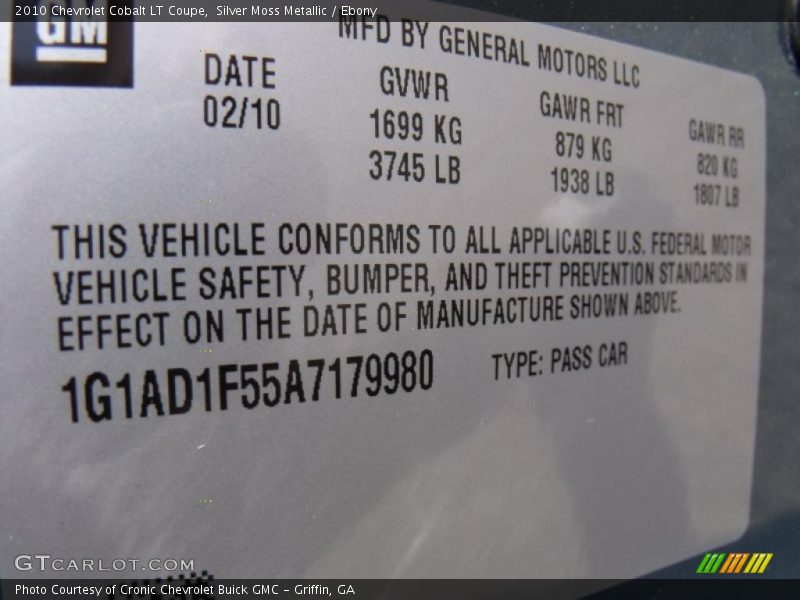 2010 Chevrolet Cobalt LT Coupe, Silver Moss Metallic / Ebony
GM
MFD BY GENERAL MOTORS LLC
DATE GVWR GAWR FRT GAWR RR
02/10 1699 KG 879 KG 820 KG
3745 LB 1938 LB 1807 LB
THIS VEHICLE CONFORMS TO ALL APPLICABLE U.S. FEDERAL MOTOR
VEHICLE SAFETY, BUMPER, AND THEFT PREVENTION STANDARDS IN
EFFECT ON THE DATE OF MANUFACTURE SHOWN ABOVE.
1G1AD1F55A7179980 TYPE: PASS CAR
GTCARLOT.COM
Photo Courtesy of Cronic Chevrolet Buick GMC – Griffin, GA